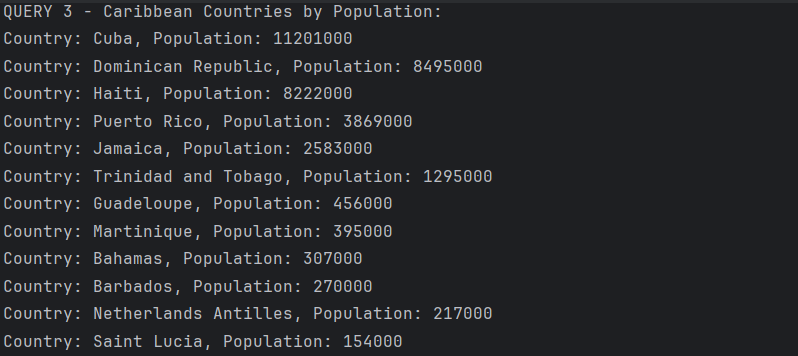 QUERY 3 - Caribbean Countries by Population:
Country: Cuba, Population: 11201000
Country: Dominican Republic, Population: 8495000
Country: Haiti, Population: 8222000
Country: Puerto Rico, Population: 3869000
Country: Jamaica, Population: 2583000
Country: Trinidad and Tobago, Population: 1295000
Country: Guadeloupe, Population: 456000
Country: Martinique, Population: 395000
Country: Bahamas, Population: 307000
Country: Barbados, Population: 270000
Country: Netherlands Antilles, Population: 217000
Country: Saint Lucia, Population: 154000